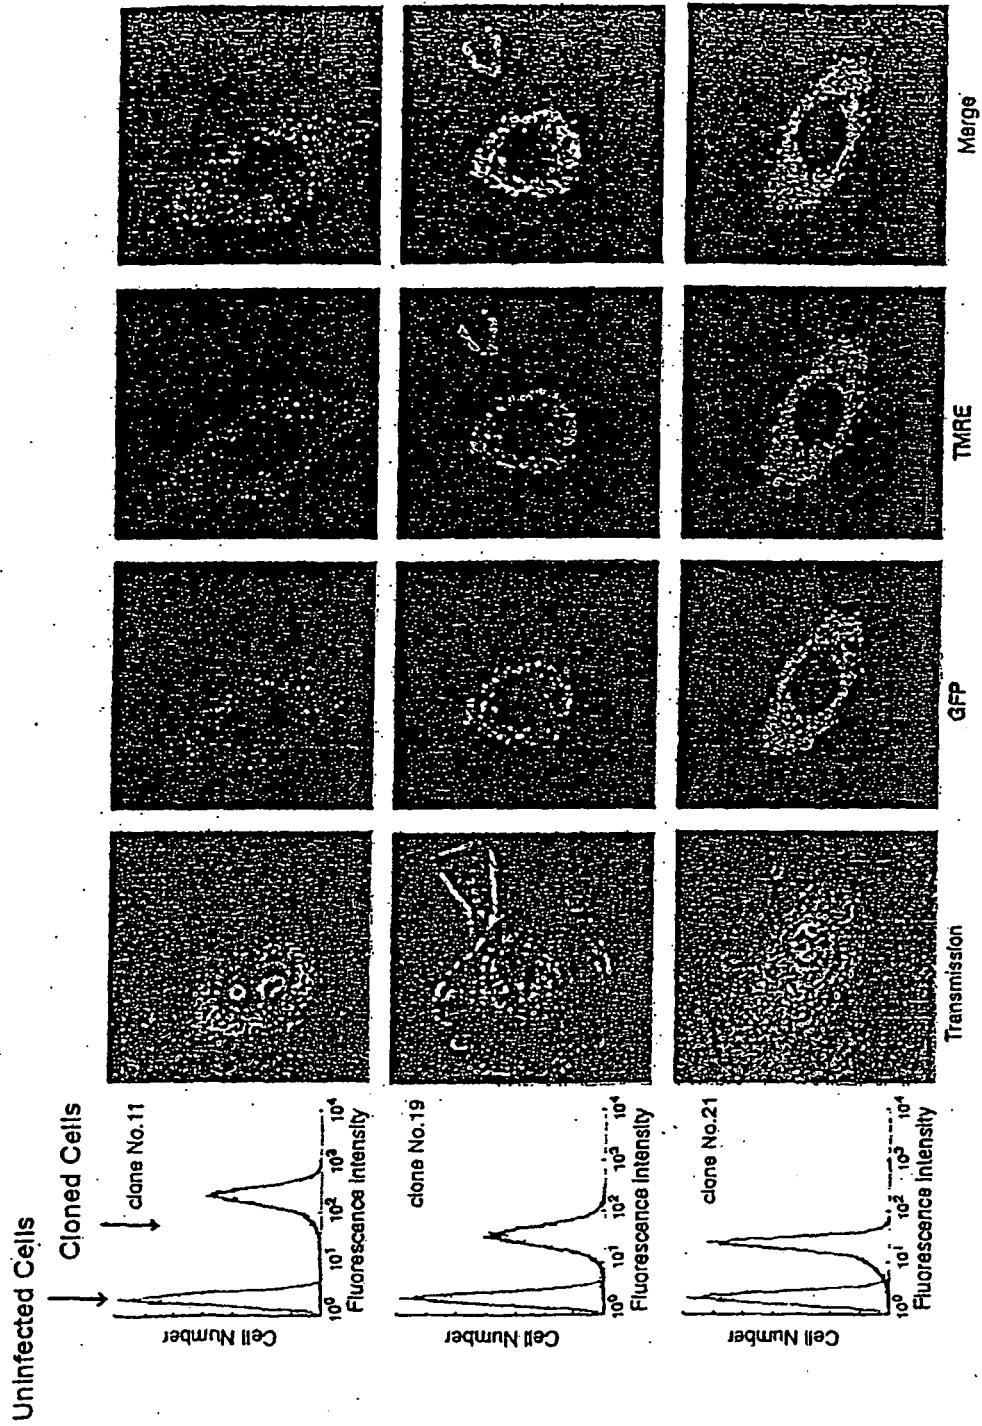 Uninfected Cells
Cloned Cells
clone No.11
Cell Number
10⁰ 10¹ 10² 10³ 10⁴
Fluorescence Intensity
clone No.19
Cell Number
10⁰ 10¹ 10² 10³ 10⁴
Fluorescence Intensity
clone No.21
Cell Number
10⁰ 10¹ 10² 10³ 10⁴
Fluorescence Intensity
Transmission
GFP
TMRE
Merge